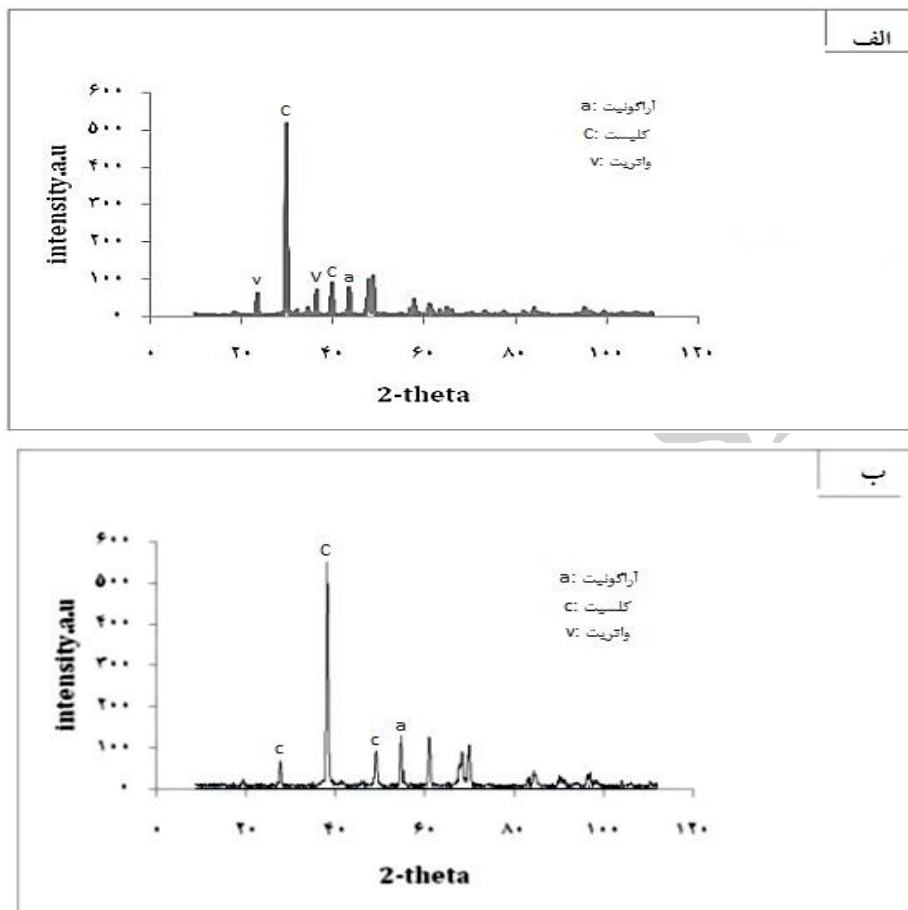 الف
a: آراگونیت
C: کلیست
v: واتریت
intensity.a.u
۶۰۰
۵۰۰
۴۰۰
۳۰۰
۲۰۰
۱۰۰
۰
C
v
V
C
a
۰ ۲۰ ۴۰ ۶۰ ۸۰ ۱۰۰ ۱۲۰
2-theta
ب
a: آراگونیت
c: کلسیت
v: واتریت
intensity.a.u
۶۰۰
۵۰۰
۴۰۰
۳۰۰
۲۰۰
۱۰۰
۰
C
c
c
a
۰ ۲۰ ۴۰ ۶۰ ۸۰ ۱۰۰ ۱۲۰
2-theta